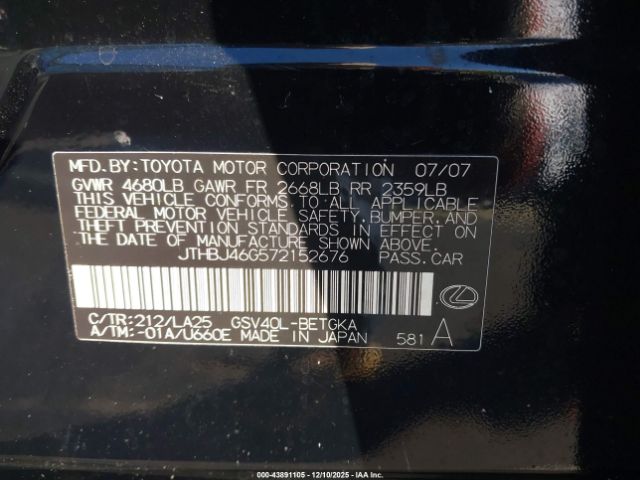 MFD. BY: TOYOTA MOTOR CORPORATION 07/07
GVWR 4680LB GAWR FR 2668LB RR 2359LB
THIS VEHICLE CONFORMS TO ALL APPLICABLE
FEDERAL MOTOR VEHICLE SAFETY, BUMPER, AND
THEFT PREVENTION STANDARDS IN EFFECT ON
THE DATE OF MANUFACTURE SHOWN ABOVE.
JTHBJ46G572152676 PASS. CAR
C/TR: 212/LA25 GSV40L-BETGKA
A/TM: -01A/U660E MADE IN JAPAN 581 A
000-43891105 - 12/10/2025 - IAA Inc.